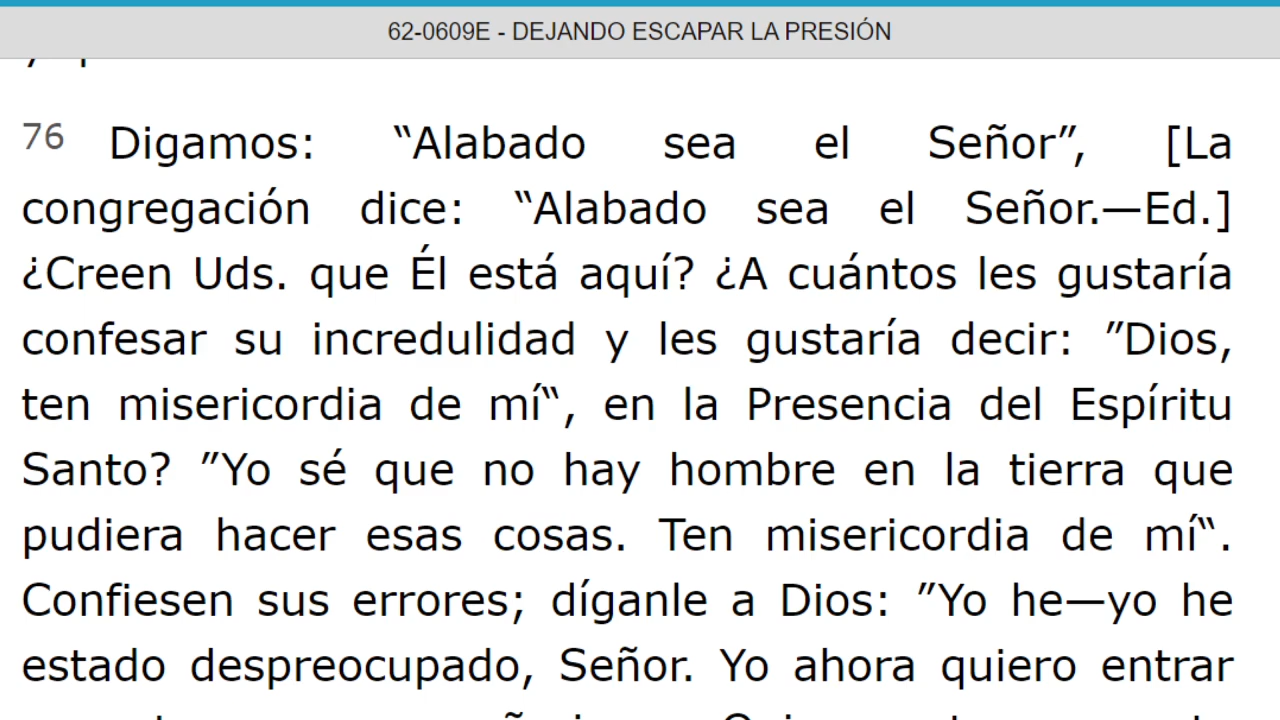 62-0609E - DEJANDO ESCAPAR LA PRESIÓN
76 Digamos: “Alabado sea el Señor”, [La
congregación dice: “Alabado sea el Señor.—Ed.]
¿Creen Uds. que Él está aquí? ¿A cuántos les gustaría
confesar su incredulidad y les gustaría decir: ”Dios,
ten misericordia de mí“, en la Presencia del Espíritu
Santo? ”Yo sé que no hay hombre en la tierra que
pudiera hacer esas cosas. Ten misericordia de mí“.
Confiesen sus errores; díganle a Dios: ”Yo he—yo he
estado despreocupado, Señor. Yo ahora quiero entrar